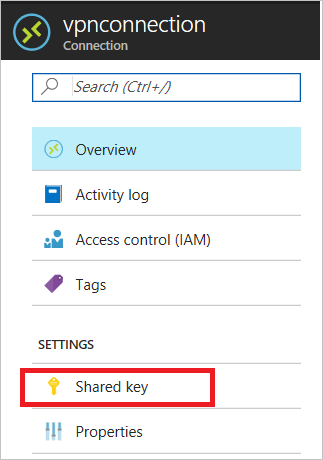 vpnconnection
Connection
Search (Ctrl+/)
Overview
Activity log
Access control (IAM)
Tags
SETTINGS
Shared key
Properties